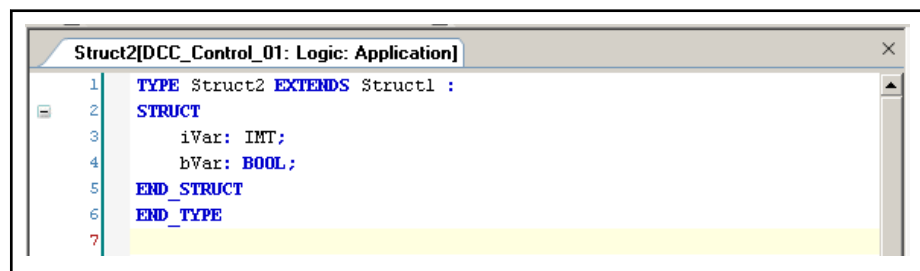 Struct2[DCC_Control_01: Logic: Application]
1 TYPE Struct2 EXTENDS Struct1 :
2 STRUCT
3 iVar: IMT;
4 bVar: BOOL;
5 END_STRUCT
6 END_TYPE
7